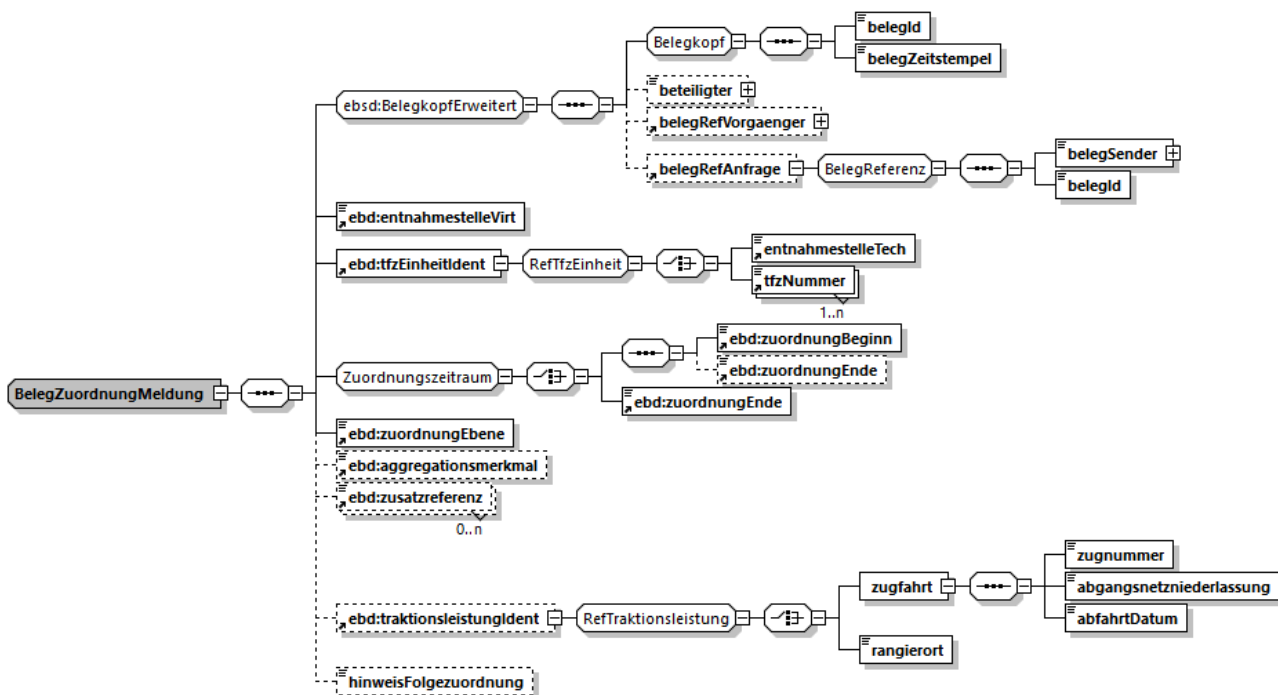 Belegkopf
belegId
belegZeitstempel
ebsd:BelegkopfErweitert
beteiligter
belegRefVorgaenger
belegRefAnfrage
BelegReferenz
belegSender
belegId
ebd:entnahmestelleVirt
ebd:tfzEinheitIdent
RefTfzEinheit
entnahmestelleTech
tfzNummer
1..n
BelegZuordnungMeldung
Zuordnungszeitraum
ebd:zuordnungBeginn
ebd:zuordnungEnde
ebd:zuordnungEnde
ebd:zuordnungEbene
ebd:aggregationsmerkmal
ebd:zusatzreferenz
0..n
ebd:traktionsleistungIdent
RefTraktionsleistung
zugfahrt
zugnummer
abgangsnetzniederlassung
abfahrtDatum
rangierort
hinweisFolgezuordnung